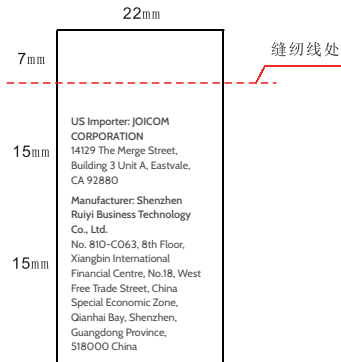 22mm
7mm
缝纫线处
15mm
US Importer: JOICOM
CORPORATION
14129 The Merge Street,
Building 3 Unit A, Eastvale,
CA 92880
Manufacturer: Shenzhen
Ruiyi Business Technology
Co., Ltd.
No. 810-C063, 8th Floor,
Xiangbin International
Financial Centre, No.18, West
Free Trade Street, China
Special Economic Zone,
Qianhai Bay, Shenzhen,
Guangdong Province,
518000 China
15mm